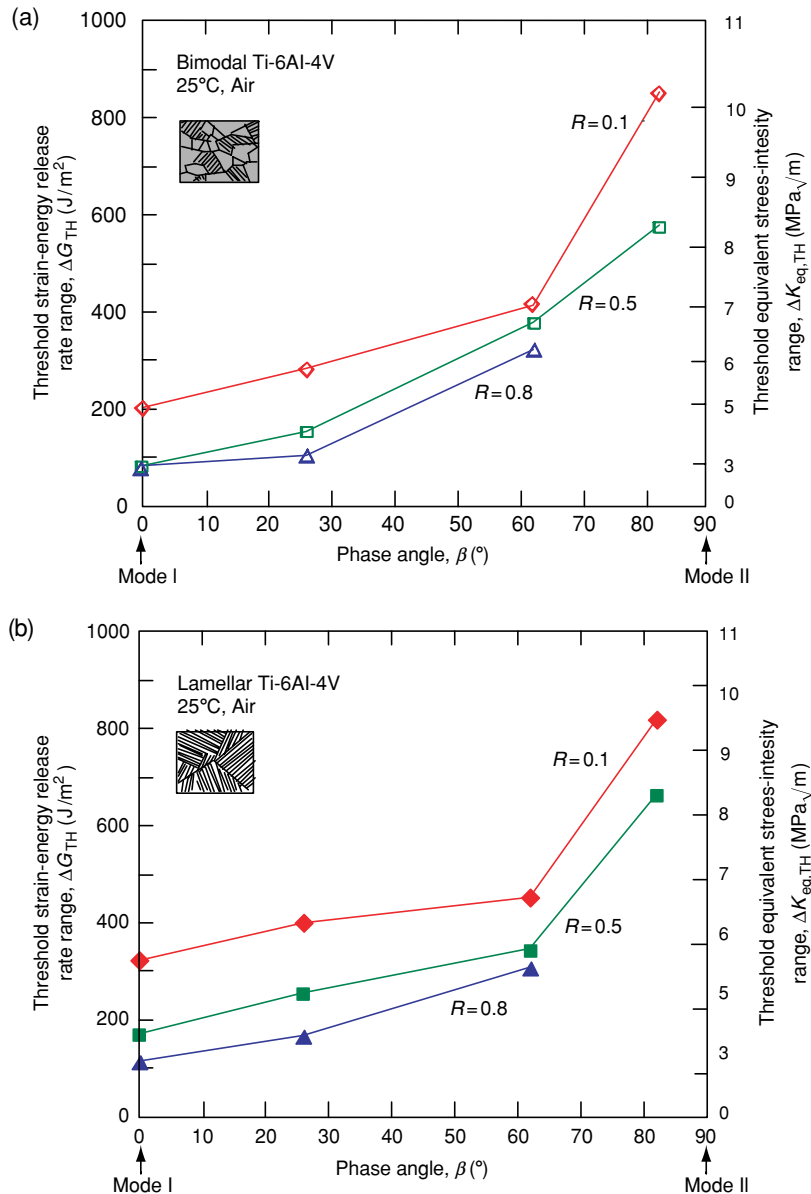 (a)
1000
800
600
400
200
0
Threshold strain-energy release
rate range, ΔG_TH (J/m²)
Bimodal Ti-6Al-4V
25°C, Air
R=0.1
R=0.5
R=0.8
11
10
9
8
7
6
5
3
0
Threshold equivalent strees-intesity
range, ΔK_eq,TH (MPa√m)
0 10 20 30 40 50 60 70 80 90
Phase angle, β(°)
Mode I
Mode II
(b)
1000
800
600
400
200
0
Threshold strain-energy release
rate range, ΔG_TH (J/m²)
Lamellar Ti-6Al-4V
25°C, Air
R=0.1
R=0.5
R=0.8
11
10
9
8
7
6
5
3
0
Threshold equivalent strees-intesity
range, ΔK_eq,TH (MPa√m)
0 10 20 30 40 50 60 70 80 90
Phase angle, β(°)
Mode I
Mode II